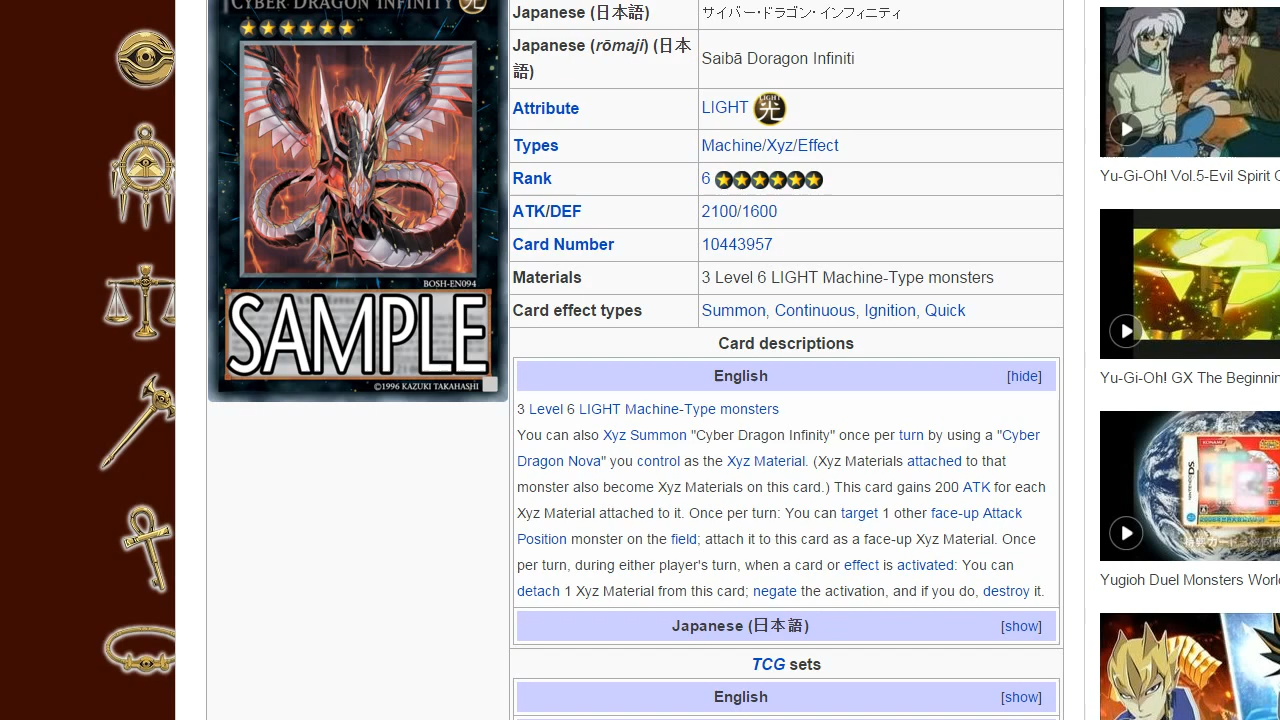 CYBER DRAGON INFINITY
光
BOSH-EN094
SAMPLE
©1996 KAZUKI TAKAHASHI
Japanese (日本語)
サイバー・ドラゴン・インフィニティ
Japanese (rōmaji) (日本
語)
Saibā Doragon Infiniti
Attribute
LIGHT
LIGHT
光
Types
Machine/Xyz/Effect
Rank
6
ATK/DEF
2100/1600
Card Number
10443957
Materials
3 Level 6 LIGHT Machine-Type monsters
Card effect types
Summon, Continuous, Ignition, Quick
Card descriptions
English
[hide]
3 Level 6 LIGHT Machine-Type monsters
You can also Xyz Summon "Cyber Dragon Infinity" once per turn by using a "Cyber
Dragon Nova" you control as the Xyz Material. (Xyz Materials attached to that
monster also become Xyz Materials on this card.) This card gains 200 ATK for each
Xyz Material attached to it. Once per turn: You can target 1 other face-up Attack
Position monster on the field; attach it to this card as a face-up Xyz Material. Once
per turn, during either player's turn, when a card or effect is activated: You can
detach 1 Xyz Material from this card; negate the activation, and if you do, destroy it.
Japanese (日本語)
[show]
TCG sets
English
[show]
Yu-Gi-Oh! Vol.5-Evil Spirit
Yu-Gi-Oh! GX The Beginnin
KONAMI
Yugioh Duel Monsters Worl